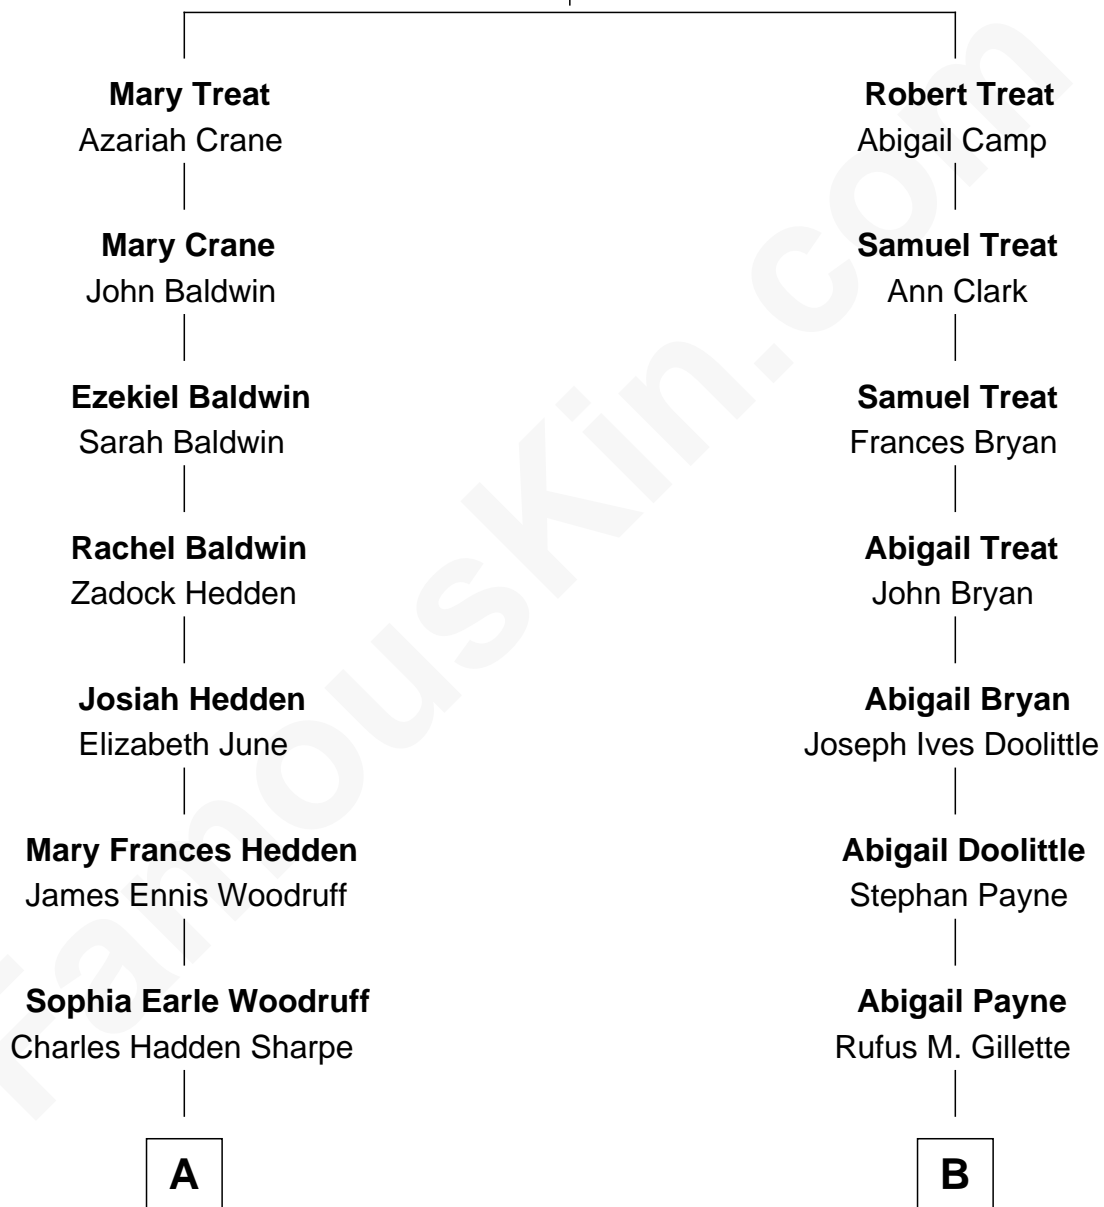 Mary Treat
Azariah Crane
Mary Crane
John Baldwin
Ezekiel Baldwin
Sarah Baldwin
Rachel Baldwin
Zadock Hedden
Josiah Hedden
Elizabeth June
Mary Frances Hedden
James Ennis Woodruff
Sophia Earle Woodruff
Charles Hadden Sharpe
A
Robert Treat
Abigail Camp
Samuel Treat
Ann Clark
Samuel Treat
Frances Bryan
Abigail Treat
John Bryan
Abigail Bryan
Joseph Ives Doolittle
Abigail Doolittle
Stephan Payne
Abigail Payne
Rufus M. Gillette
B
FamousKin.com